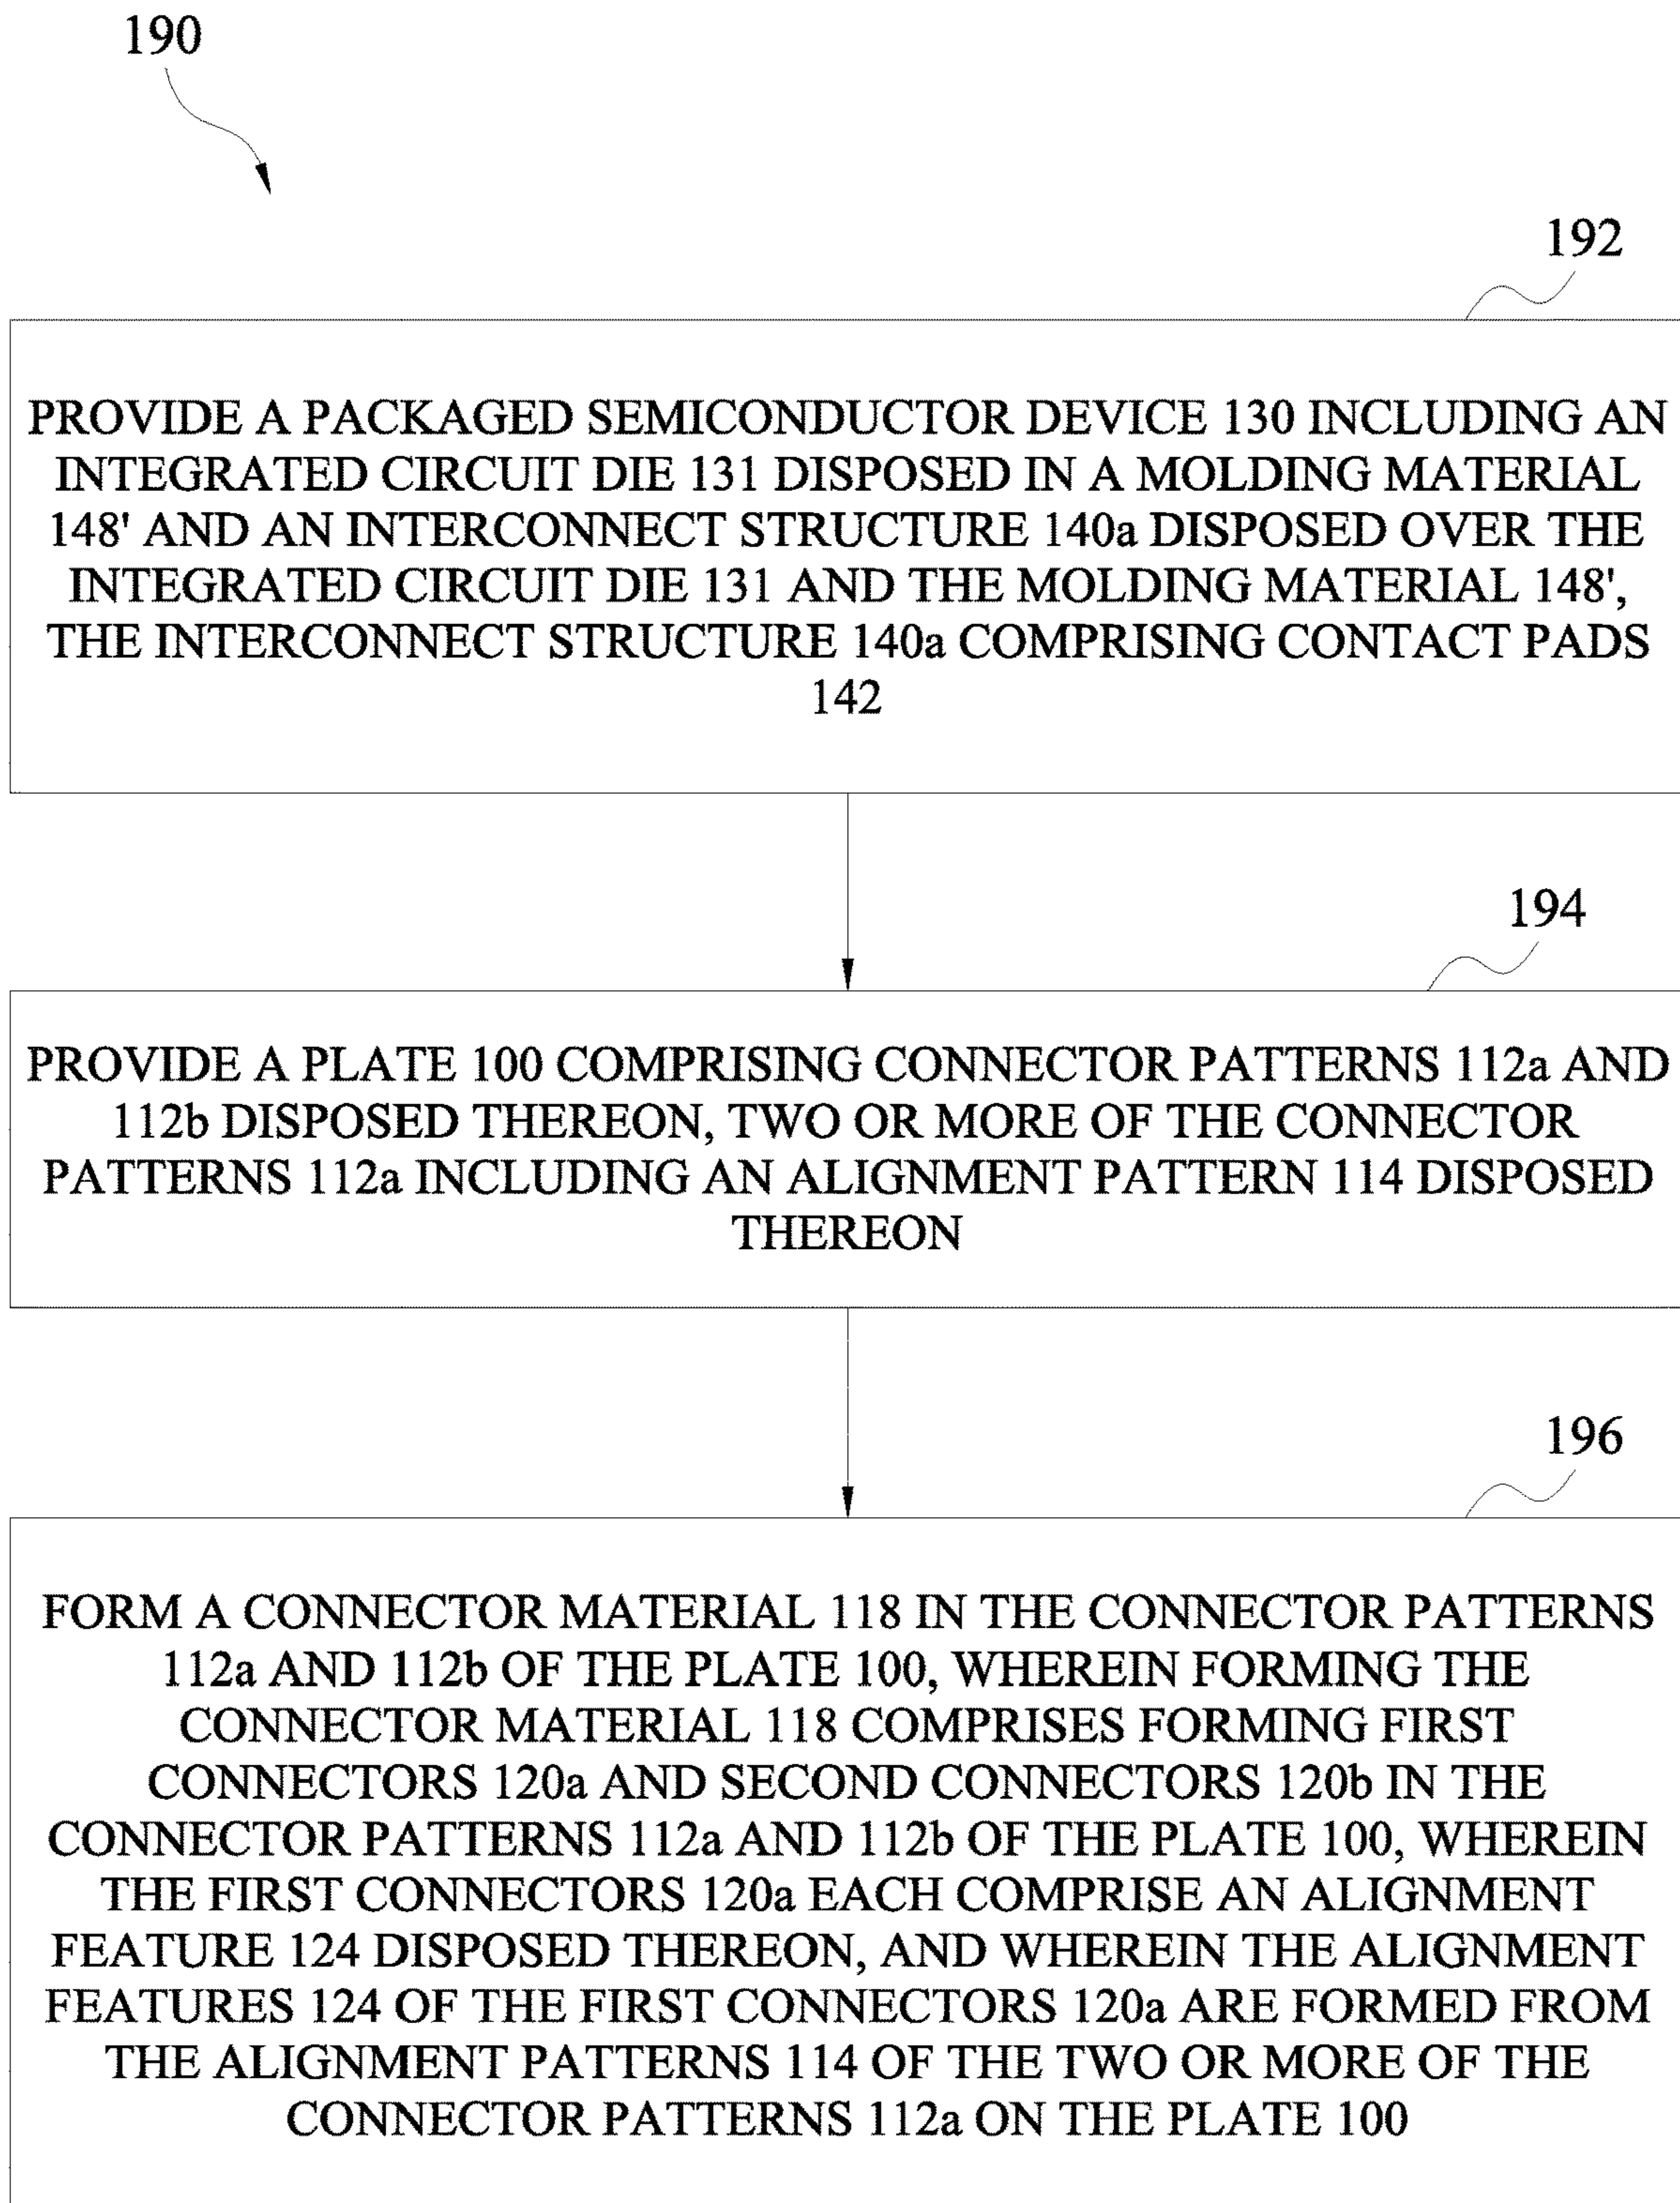 190
192
PROVIDE A PACKAGED SEMICONDUCTOR DEVICE 130 INCLUDING AN
INTEGRATED CIRCUIT DIE 131 DISPOSED IN A MOLDING MATERIAL
148' AND AN INTERCONNECT STRUCTURE 140a DISPOSED OVER THE
INTEGRATED CIRCUIT DIE 131 AND THE MOLDING MATERIAL 148',
THE INTERCONNECT STRUCTURE 140a COMPRISING CONTACT PADS
142
194
PROVIDE A PLATE 100 COMPRISING CONNECTOR PATTERNS 112a AND
112b DISPOSED THEREON, TWO OR MORE OF THE CONNECTOR
PATTERNS 112a INCLUDING AN ALIGNMENT PATTERN 114 DISPOSED
THEREON
196
FORM A CONNECTOR MATERIAL 118 IN THE CONNECTOR PATTERNS
112a AND 112b OF THE PLATE 100, WHEREIN FORMING THE
CONNECTOR MATERIAL 118 COMPRISES FORMING FIRST
CONNECTORS 120a AND SECOND CONNECTORS 120b IN THE
CONNECTOR PATTERNS 112a AND 112b OF THE PLATE 100, WHEREIN
THE FIRST CONNECTORS 120a EACH COMPRISE AN ALIGNMENT
FEATURE 124 DISPOSED THEREON, AND WHEREIN THE ALIGNMENT
FEATURES 124 OF THE FIRST CONNECTORS 120a ARE FORMED FROM
THE ALIGNMENT PATTERNS 114 OF THE TWO OR MORE OF THE
CONNECTOR PATTERNS 112a ON THE PLATE 100